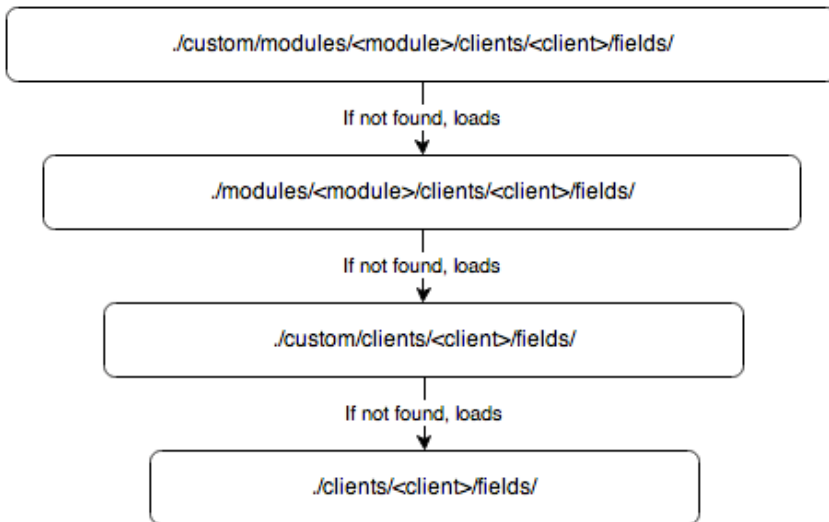 ./custom/modules/<module>/clients/<client>/fields/
If not found, loads
./modules/<module>/clients/<client>/fields/
If not found, loads
./custom/clients/<client>/fields/
If not found, loads
./clients/<client>/fields/